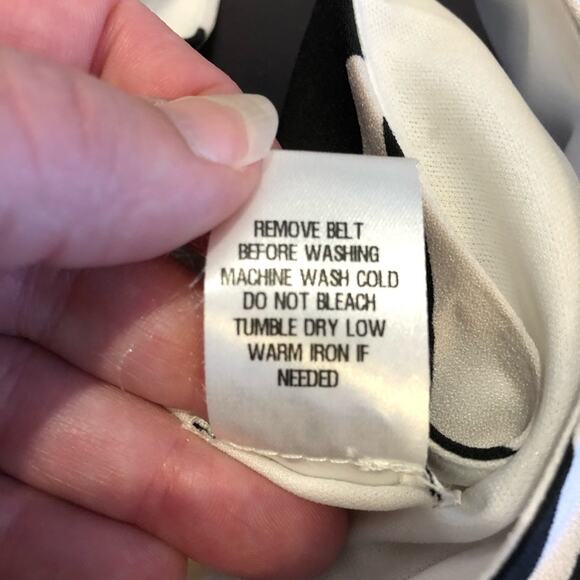 REMOVE BELT
BEFORE WASHING
MACHINE WASH COLD
DO NOT BLEACH
TUMBLE DRY LOW
WARM IRON IF
NEEDED